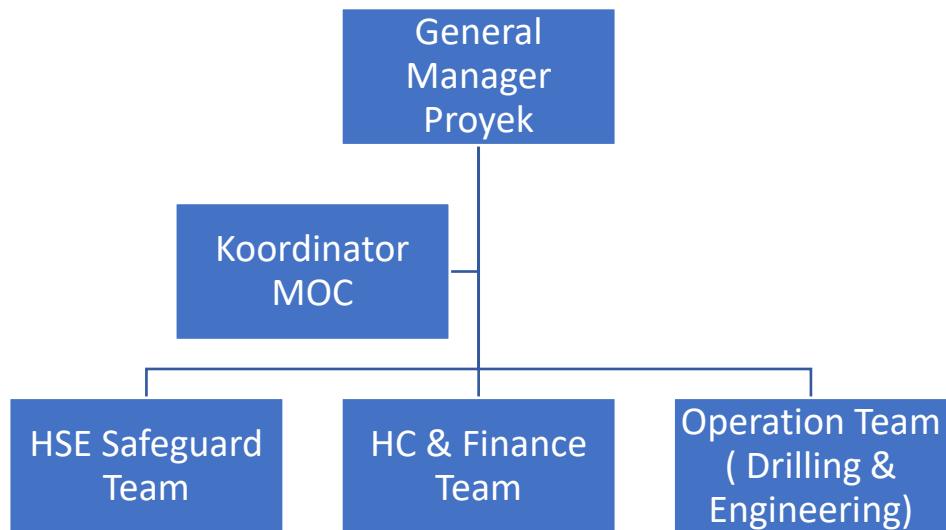 General
Manager
Proyek
Koordinator
MOC
HSE Safeguard
Team
HC & Finance
Team
Operation Team
( Drilling &
Engineering)